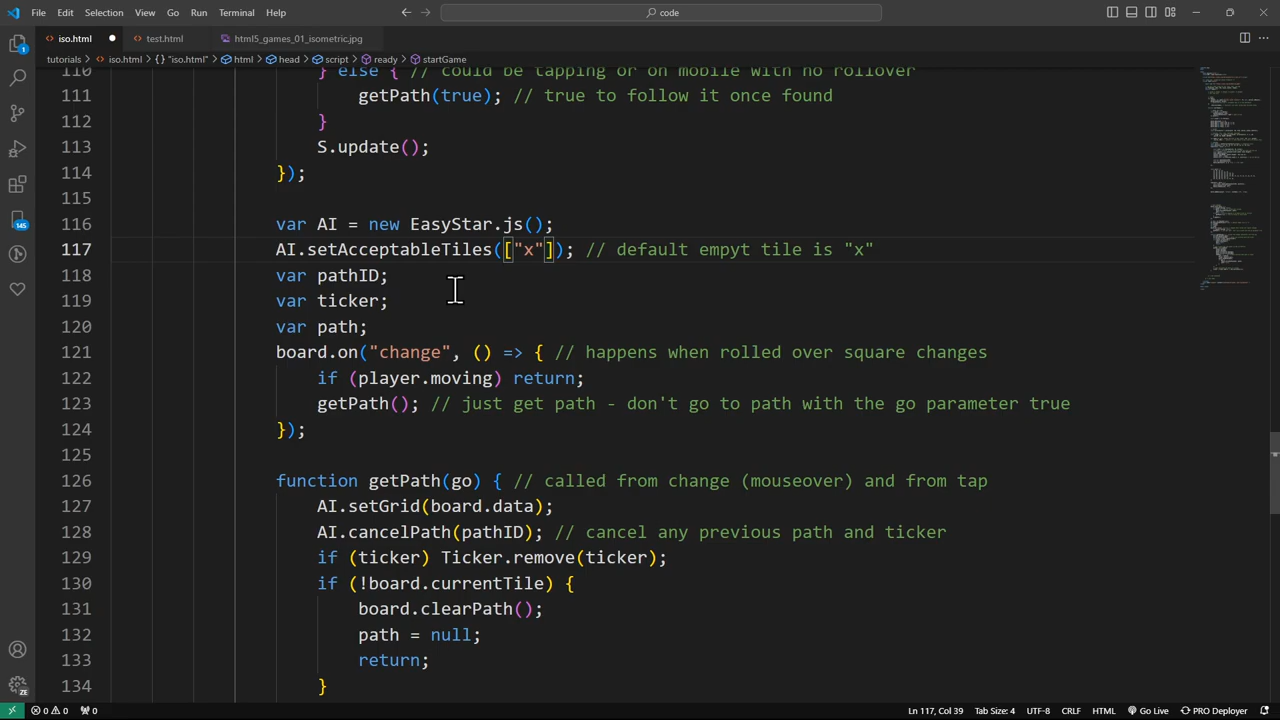 File Edit Selection View Go Run Terminal Help
code
iso.html
test.html
html5_games_01_isometric.jpg
tutorials > iso.html > {} "iso.html" > html > head > script > ready > startGame
110 } else { // could be tapping or on mobile with no rollover
111 getPath(true); // true to follow it once found
112 }
113 S.update();
114 });
115
116 var AI = new EasyStar.js();
117 AI.setAcceptableTiles(["x"]); // default empyt tile is "x"
118 var pathID;
119 var ticker;
120 var path;
121 board.on("change", () => { // happens when rolled over square changes
122 if (player.moving) return;
123 getPath(); // just get path - don't go to path with the go parameter true
124 });
125
126 function getPath(go) { // called from change (mouseover) and from tap
127 AI.setGrid(board.data);
128 AI.cancelPath(pathID); // cancel any previous path and ticker
129 if (ticker) Ticker.remove(ticker);
130 if (!board.currentTile) {
131 board.clearPath();
132 path = null;
133 return;
134 }
1
145
ZE
0 0 0 Ln 117, Col 39 Tab Size: 4 UTF-8 CRLF HTML Go Live PRO Deployer